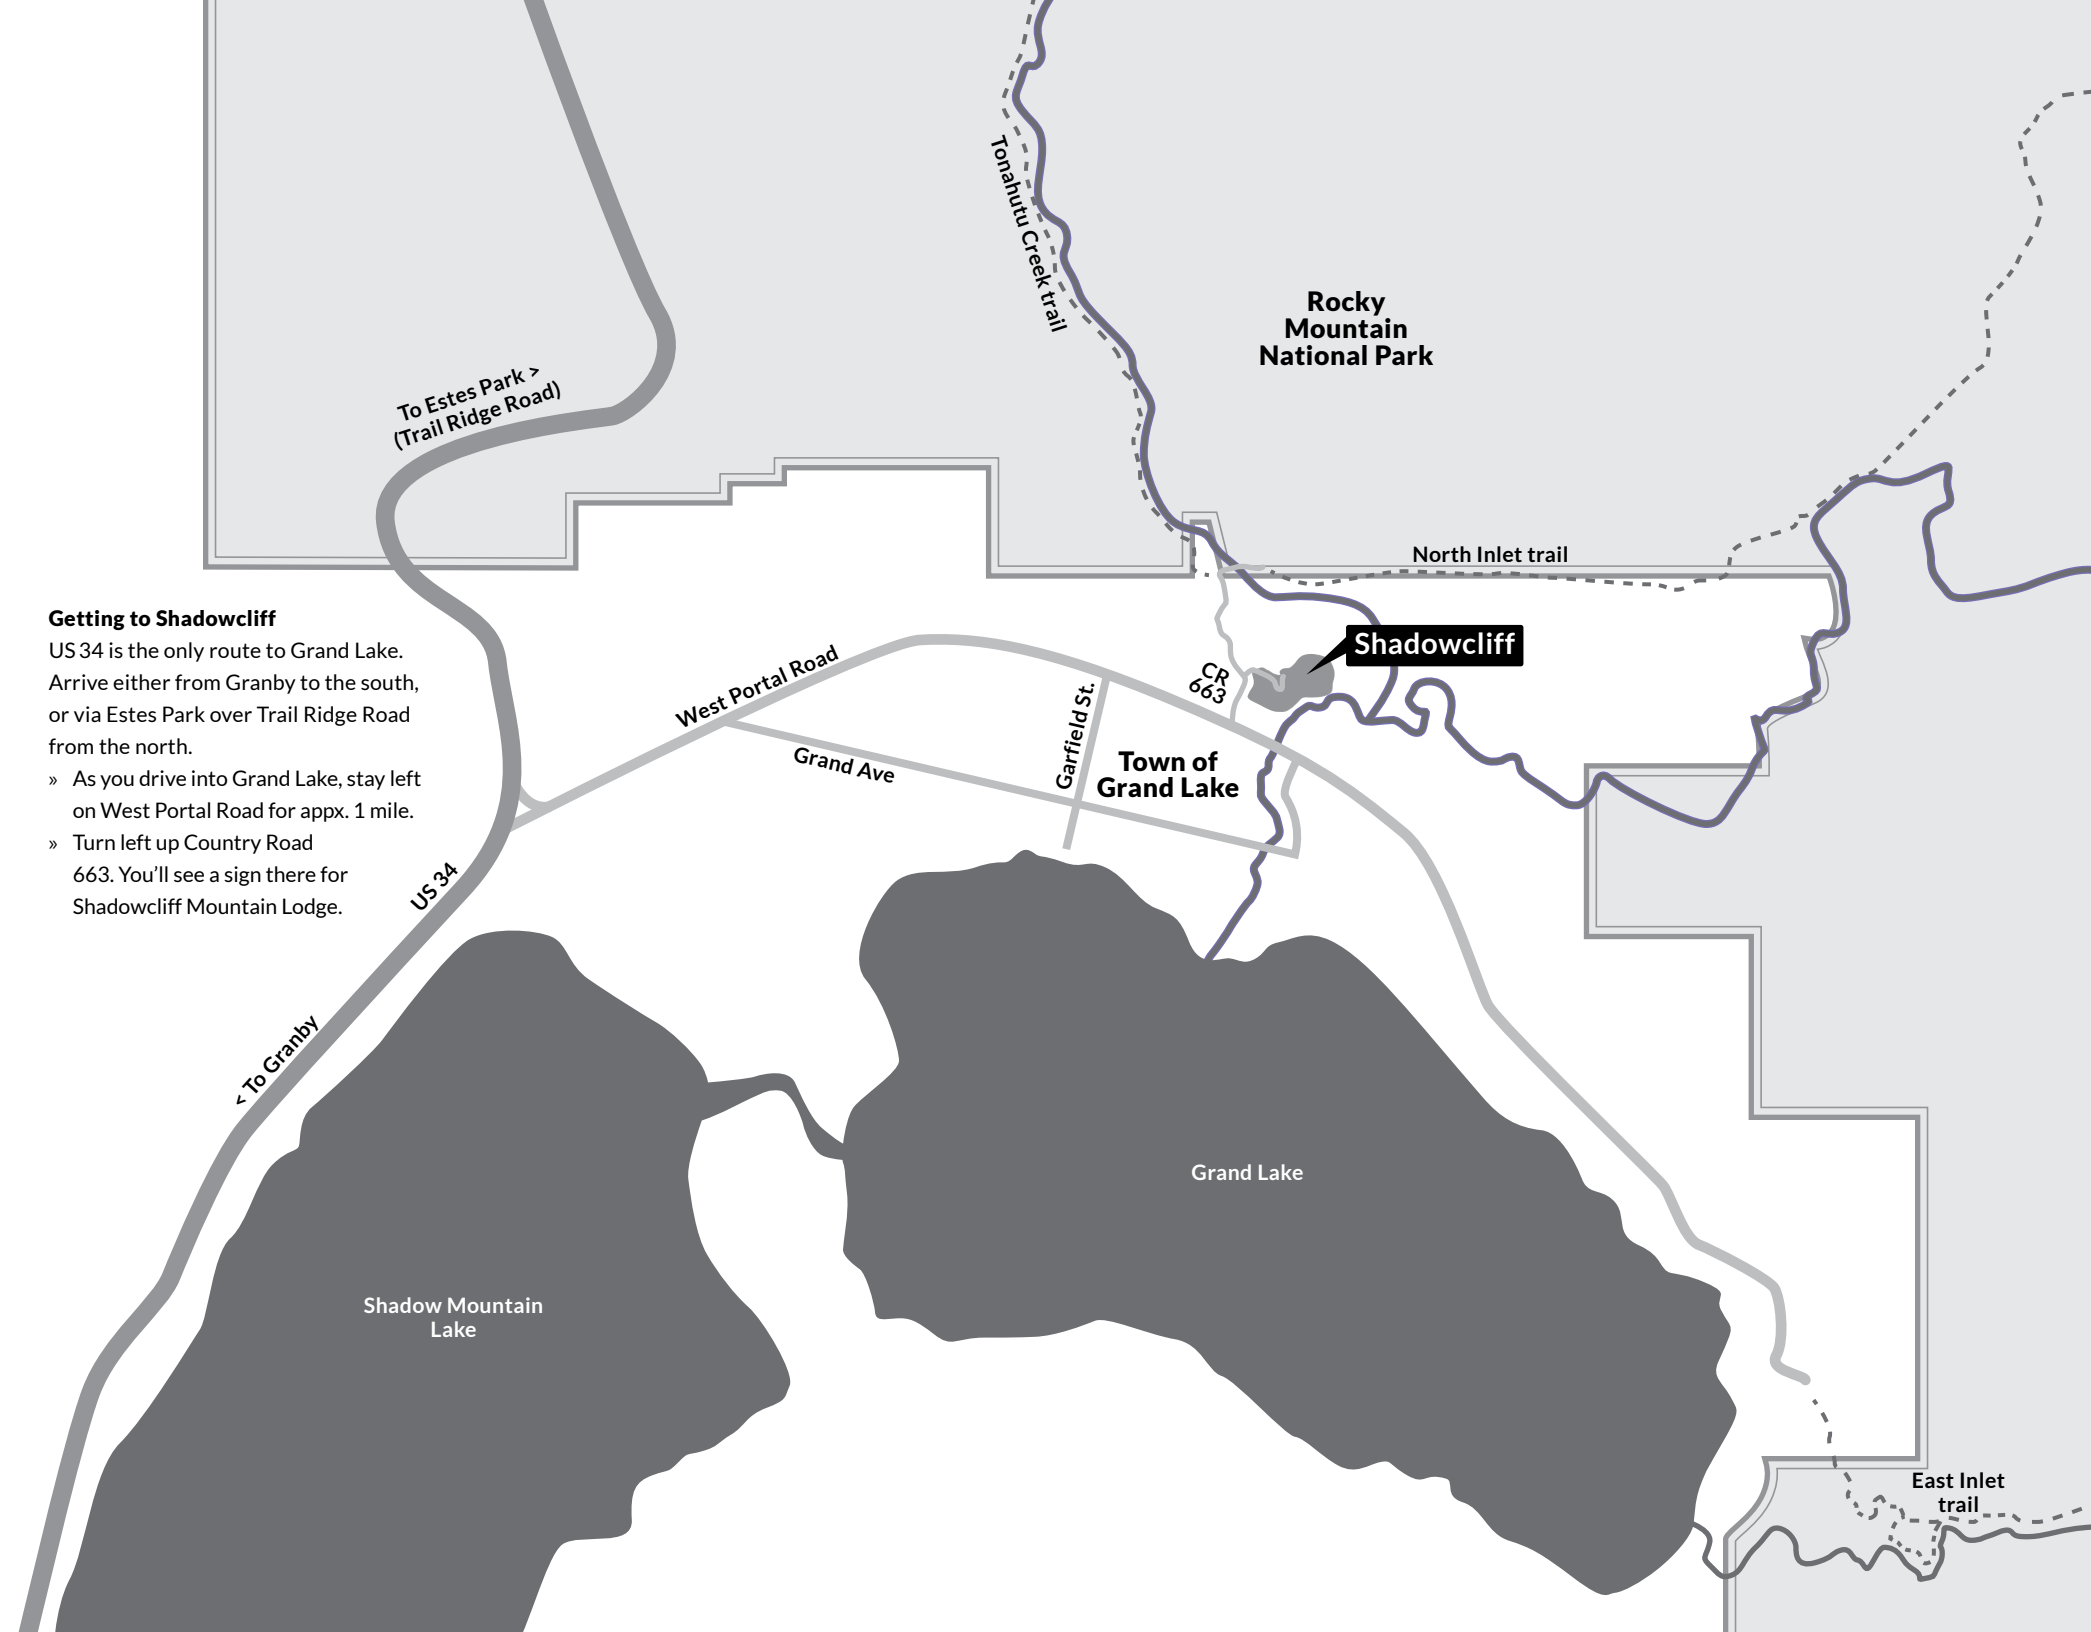 Tonahutu Creek trail
Rocky
Mountain
National Park
To Estes Park >
(Trail Ridge Road)
North Inlet trail
Getting to Shadowcliff
US 34 is the only route to Grand Lake.
Arrive either from Granby to the south,
or via Estes Park over Trail Ridge Road
from the north.
» As you drive into Grand Lake, stay left
on West Portal Road for appx. 1 mile.
» Turn left up Country Road
663. You’ll see a sign there for
Shadowcliff Mountain Lodge.
Shadowcliff
West Portal Road
CR
663
Garfield St.
Grand Ave
Town of
Grand Lake
US 34
< To Granby
Grand Lake
Shadow Mountain
Lake
East Inlet
trail